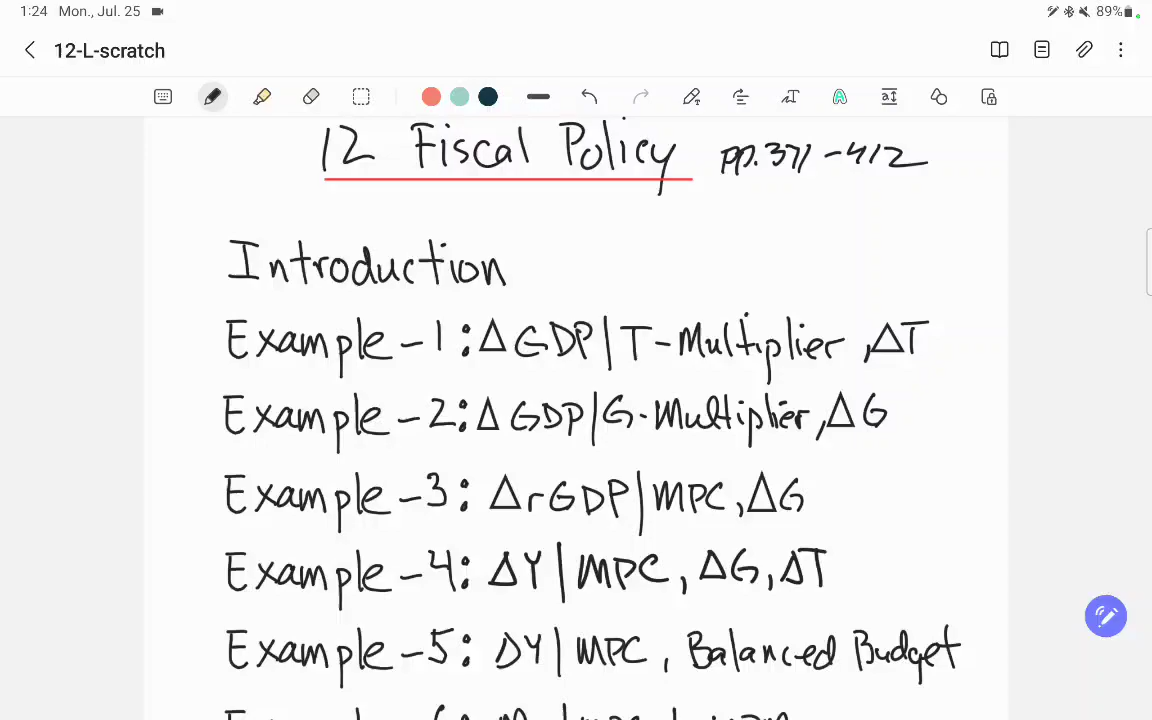 1:24 Mon., Jul. 25 89%
12-L-scratch
12 Fiscal Policy pp.371-412
Introduction
Example-1: ΔGDP|T-Multiplier, ΔT
Example-2: ΔGDP|G-Multiplier, ΔG
Example-3: ΔrGDP|MPC, ΔG
Example-4: ΔY|MPC, ΔG, ΔT
Example-5: ΔY|MPC, Balanced Budget